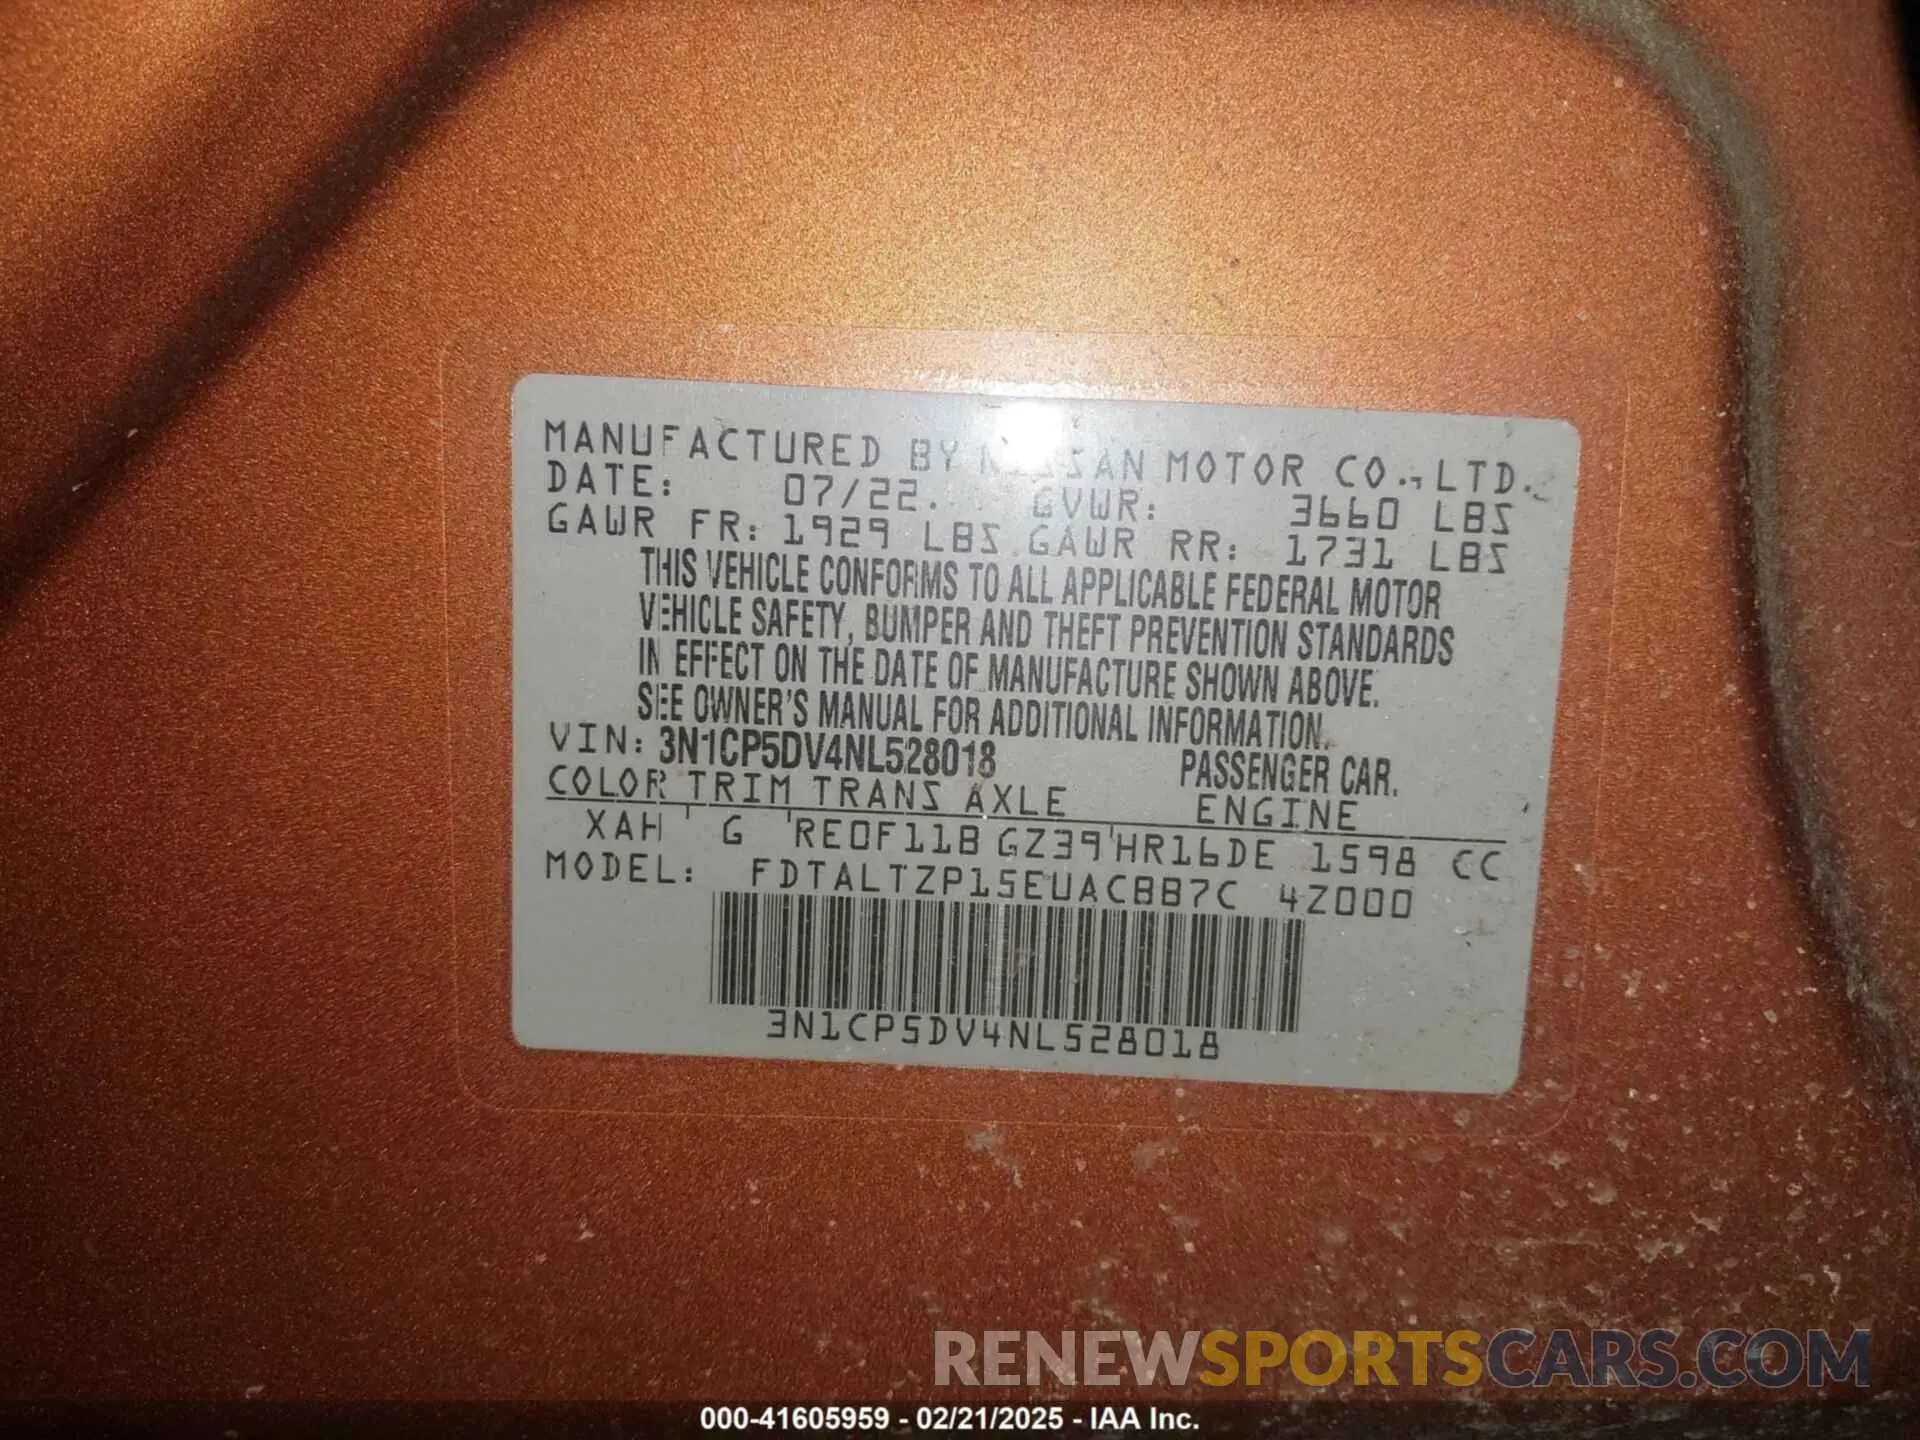 MANUFACTURED BY NISSAN MOTOR CO., LTD.
DATE: 07/22. GVWR: 3660 LBS
GAWR FR: 1929 LBS GAWR RR: 1731 LBS
THIS VEHICLE CONFORMS TO ALL APPLICABLE FEDERAL MOTOR
VEHICLE SAFETY, BUMPER AND THEFT PREVENTION STANDARDS
IN EFFECT ON THE DATE OF MANUFACTURE SHOWN ABOVE.
SEE OWNER'S MANUAL FOR ADDITIONAL INFORMATION.
VIN: 3N1CP5DV4NL528018 PASSENGER CAR.
COLOR TRIM TRANS AXLE ENGINE
XAH G RE0F11B GZ39 HR16DE 1598 CC
MODEL: FDTALTZP15EUACBB7C 4Z000
3N1CP5DV4NL528018
RENEWSPORTSCARS.COM
000-41605959 - 02/21/2025 - IAA Inc.